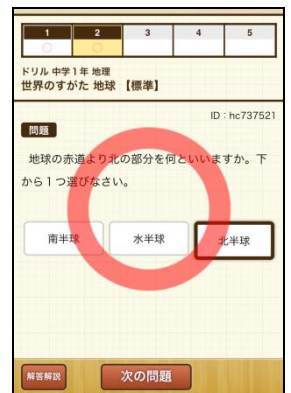 1 2 3 4 5
ドリル 中学1年 地理
世界のすがた 地球 【標準】
ID：hc737521
問題
地球の赤道より北の部分を何といいますか。下
から1つ選びなさい。
南半球 水半球 北半球
解答解説 次の問題